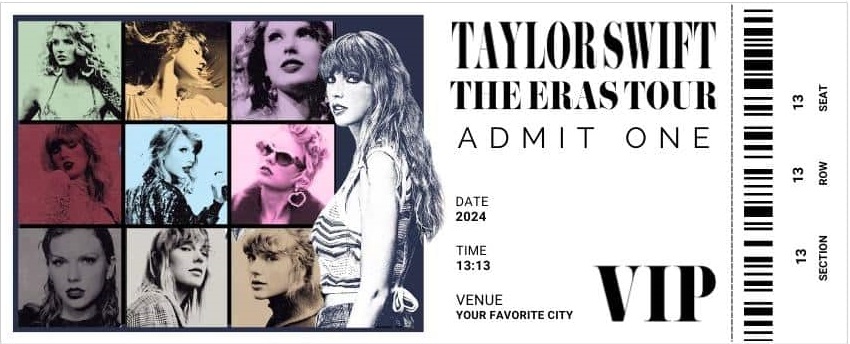 TAYLOR SWIFT
THE ERAS TOUR
ADMIT ONE
DATE
2024
TIME
13:13
VENUE
YOUR FAVORITE CITY
VIP
13 SEAT
13 ROW
13 SECTION